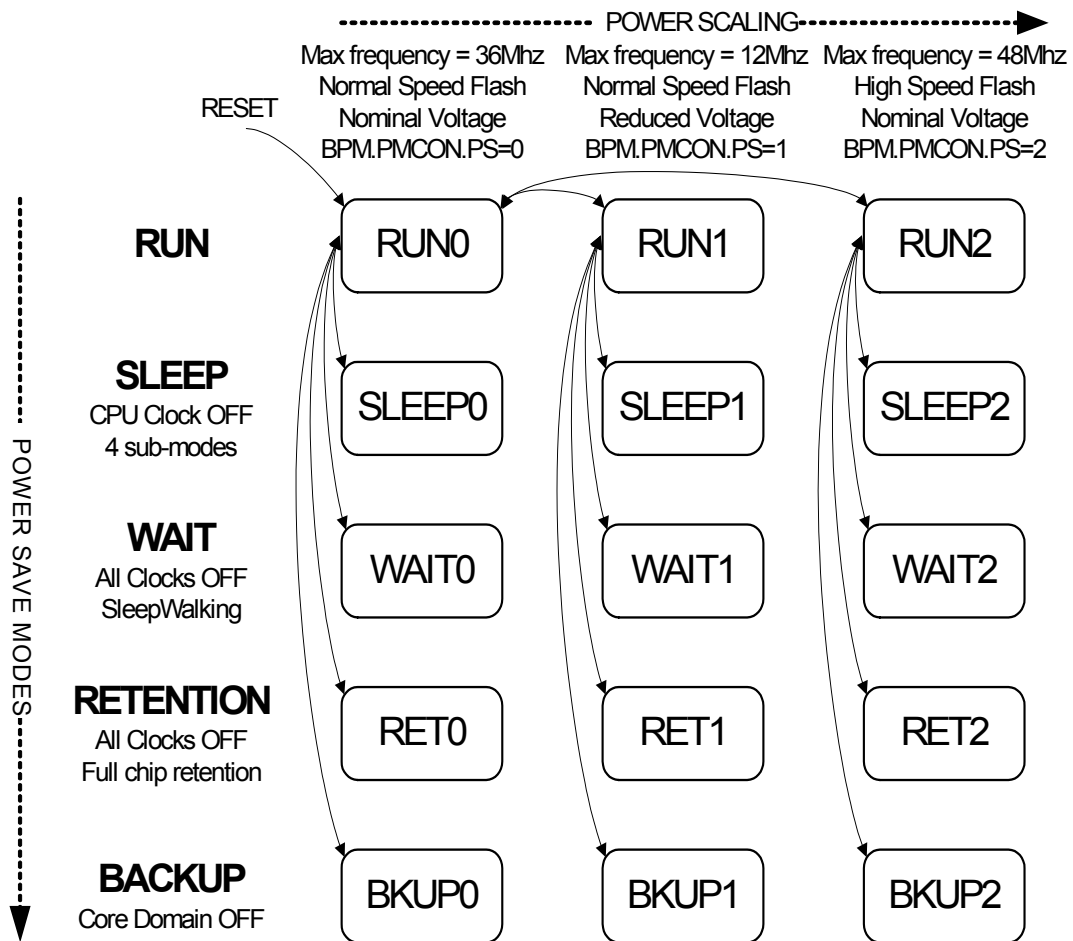 POWER SCALING
Max frequency = 36Mhz
Normal Speed Flash
Nominal Voltage
BPM.PMCON.PS=0
Max frequency = 12Mhz
Normal Speed Flash
Reduced Voltage
BPM.PMCON.PS=1
Max frequency = 48Mhz
High Speed Flash
Nominal Voltage
BPM.PMCON.PS=2
RESET
POWER SAVE MODES
RUN
RUN0
RUN1
RUN2
SLEEP
CPU Clock OFF
4 sub-modes
SLEEP0
SLEEP1
SLEEP2
WAIT
All Clocks OFF
SleepWalking
WAIT0
WAIT1
WAIT2
RETENTION
All Clocks OFF
Full chip retention
RET0
RET1
RET2
BACKUP
Core Domain OFF
BKUP0
BKUP1
BKUP2